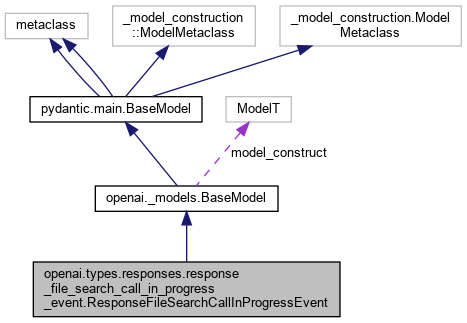 metaclass
_model_construction
::ModelMetaclass
_model_construction.Model
Metaclass
pydantic.main.BaseModel
ModelT
model_construct
openai._models.BaseModel
openai.types.responses.response
_file_search_call_in_progress
_event.ResponseFileSearchCallInProgressEvent